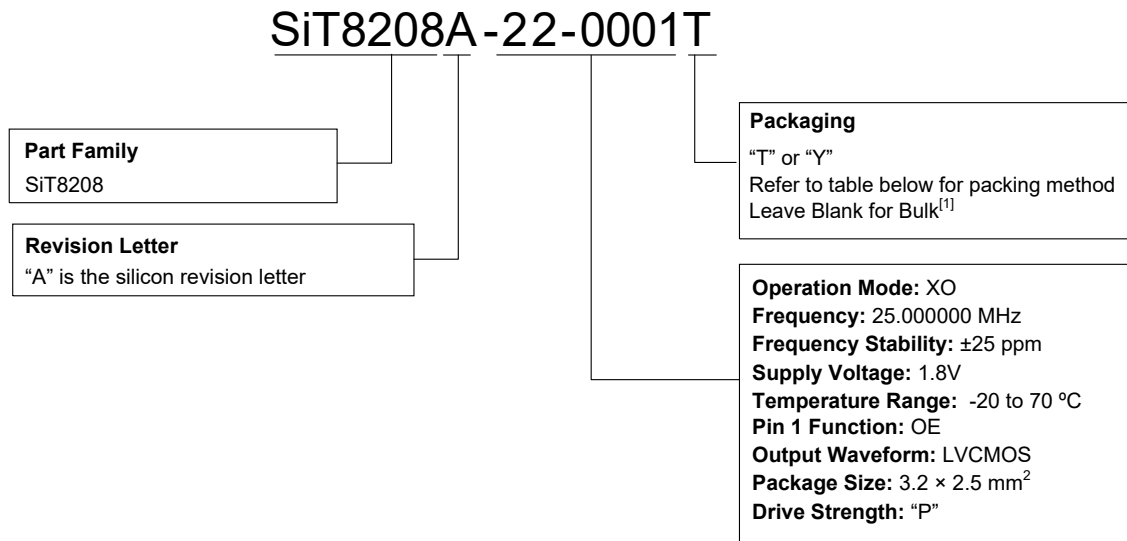 SiT8208A-22-0001T
Part Family
SiT8208
Revision Letter
“A” is the silicon revision letter
Packaging
“T” or “Y”
Refer to table below for packing method
Leave Blank for Bulk[1]
Operation Mode: XO
Frequency: 25.000000 MHz
Frequency Stability: ±25 ppm
Supply Voltage: 1.8V
Temperature Range: -20 to 70 ºC
Pin 1 Function: OE
Output Waveform: LVCMOS
Package Size: 3.2 × 2.5 mm2
Drive Strength: “P”